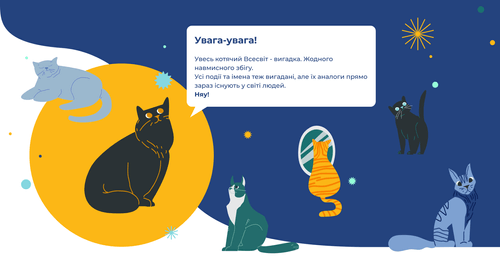 Увага-увага!
Увесь котячий Всесвіт - вигадка. Жодного
навмисного збігу.
Усі події та імена теж вигадані, але їх аналоги прямо
зараз існують у світі людей.
Няу!